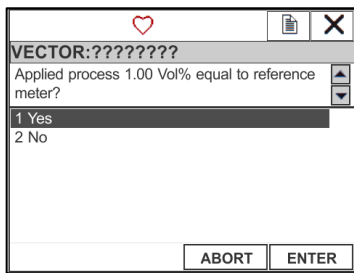 VECTOR:????????
Applied process 1.00 Vol% equal to reference
meter?
1 Yes
2 No
ABORT
ENTER